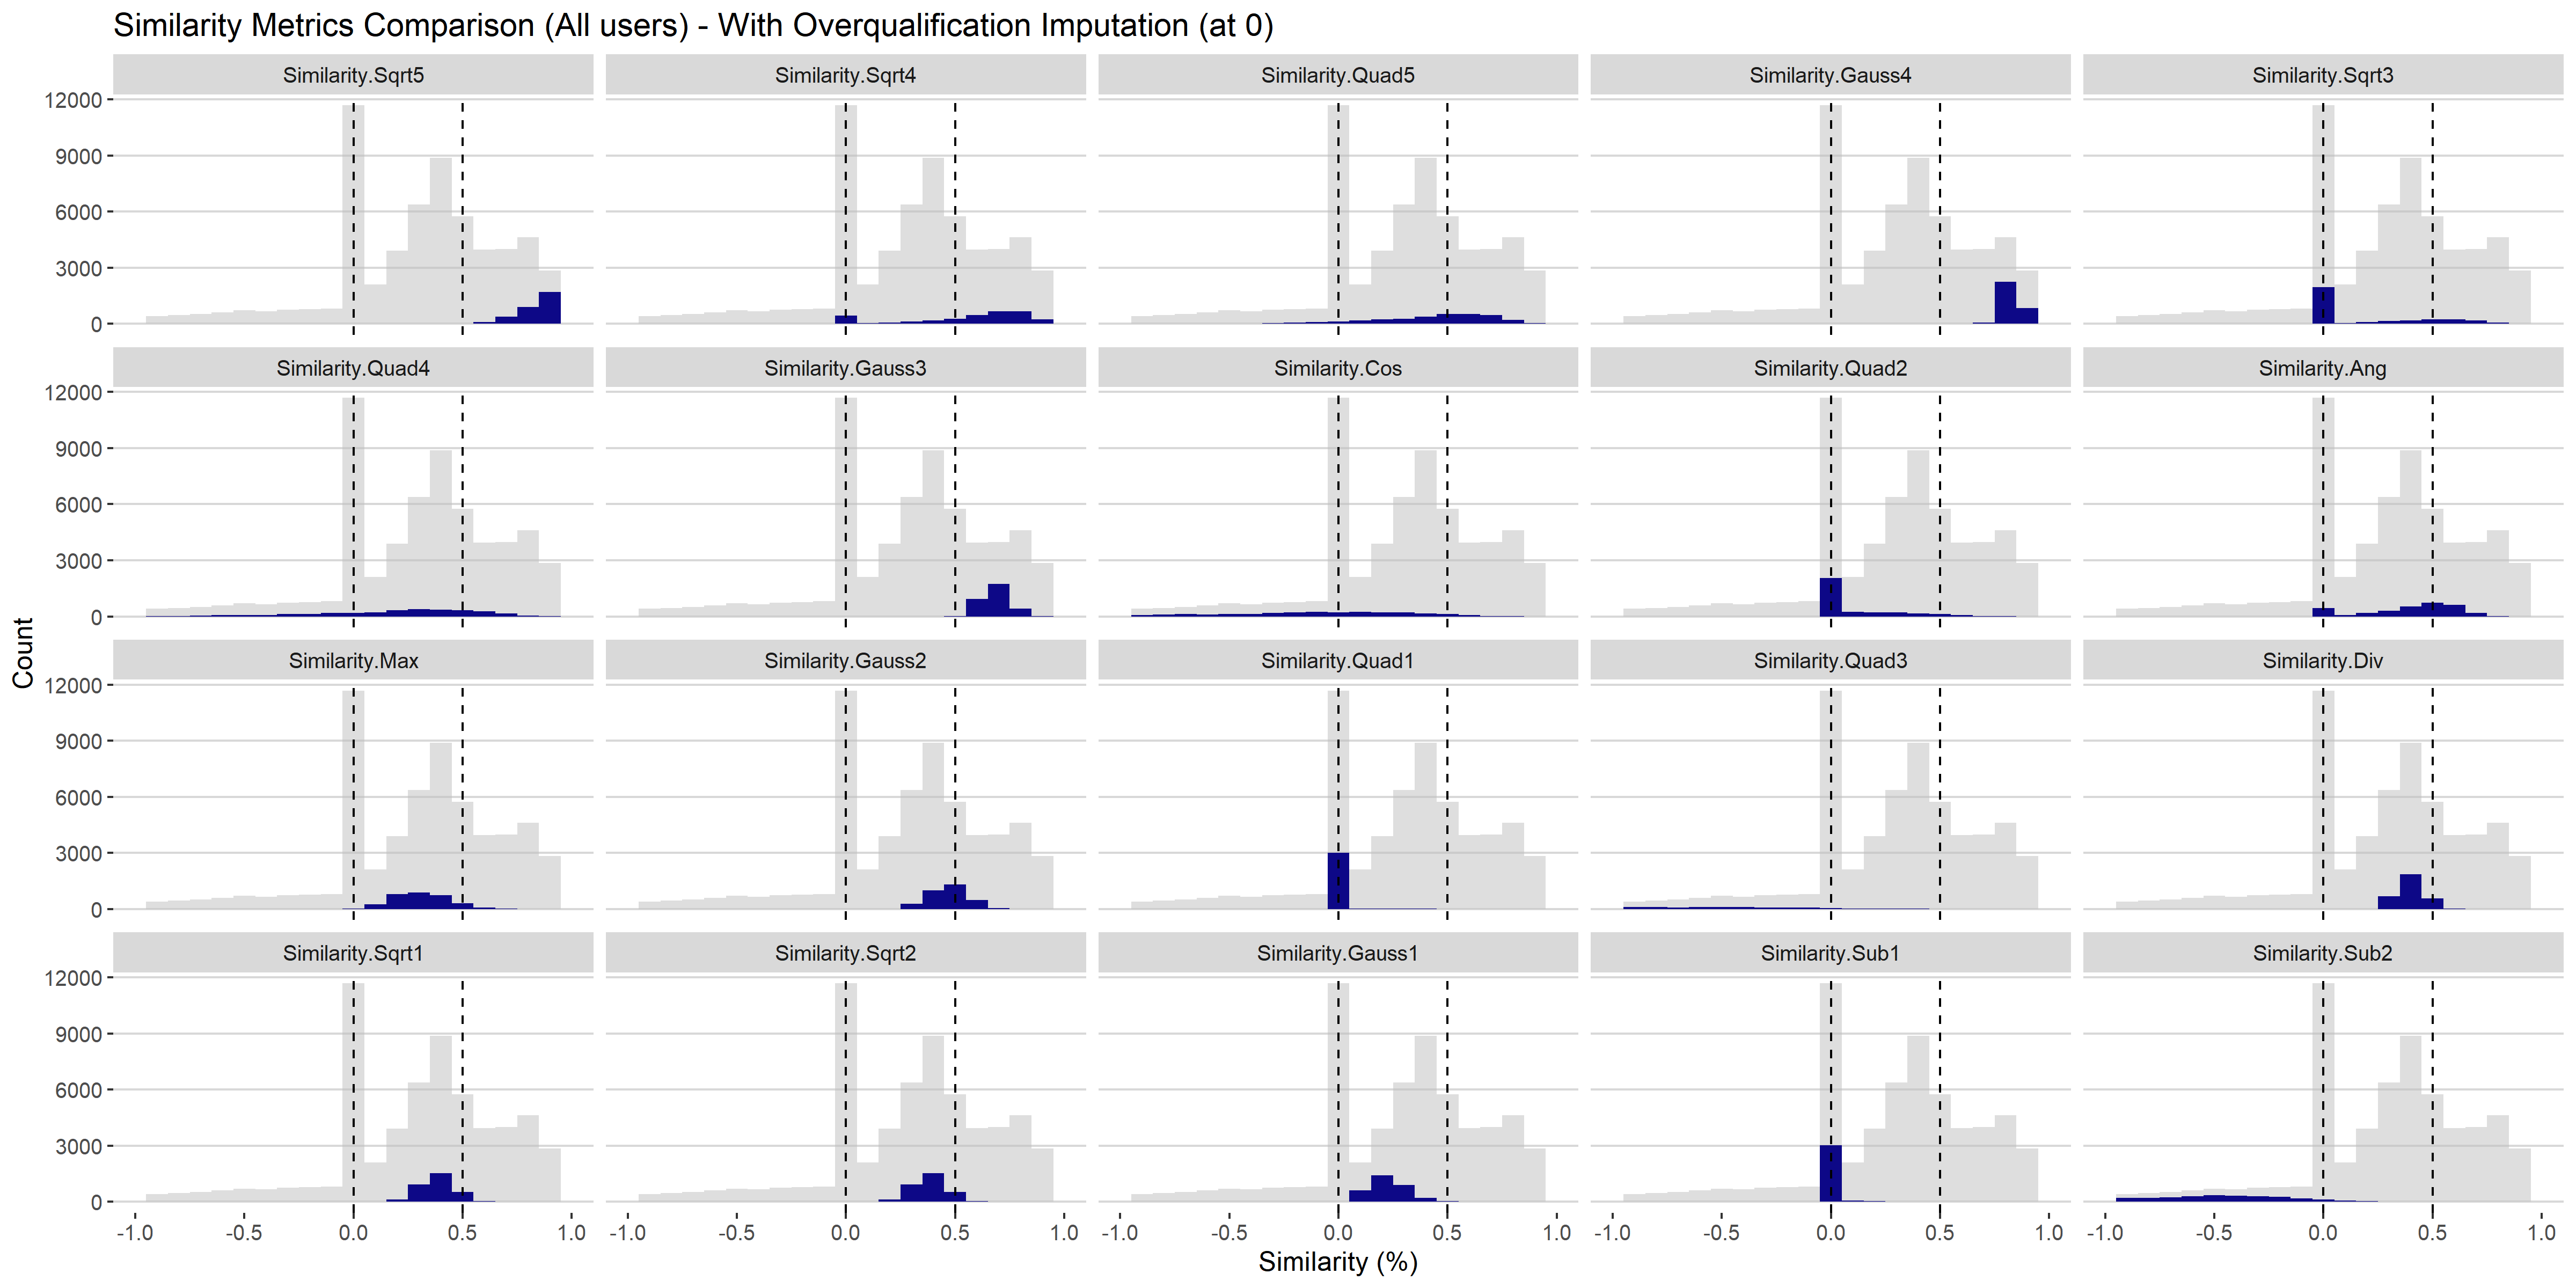 Similarity Metrics Comparison (All users) - With Overqualification Imputation (at 0)
Similarity.Sqrt5
Similarity.Sqrt4
Similarity.Quad5
Similarity.Gauss4
Similarity.Sqrt3
12000
9000
6000
3000
0
Similarity.Quad4
Similarity.Gauss3
Similarity.Cos
Similarity.Quad2
Similarity.Ang
12000
9000
6000
3000
0
Count
Similarity.Max
Similarity.Gauss2
Similarity.Quad1
Similarity.Quad3
Similarity.Div
12000
9000
6000
3000
0
Similarity.Sqrt1
Similarity.Sqrt2
Similarity.Gauss1
Similarity.Sub1
Similarity.Sub2
12000
9000
6000
3000
0
-1.0 -0.5 0.0 0.5 1.0
-1.0 -0.5 0.0 0.5 1.0
-1.0 -0.5 0.0 0.5 1.0
-1.0 -0.5 0.0 0.5 1.0
-1.0 -0.5 0.0 0.5 1.0
Similarity (%)